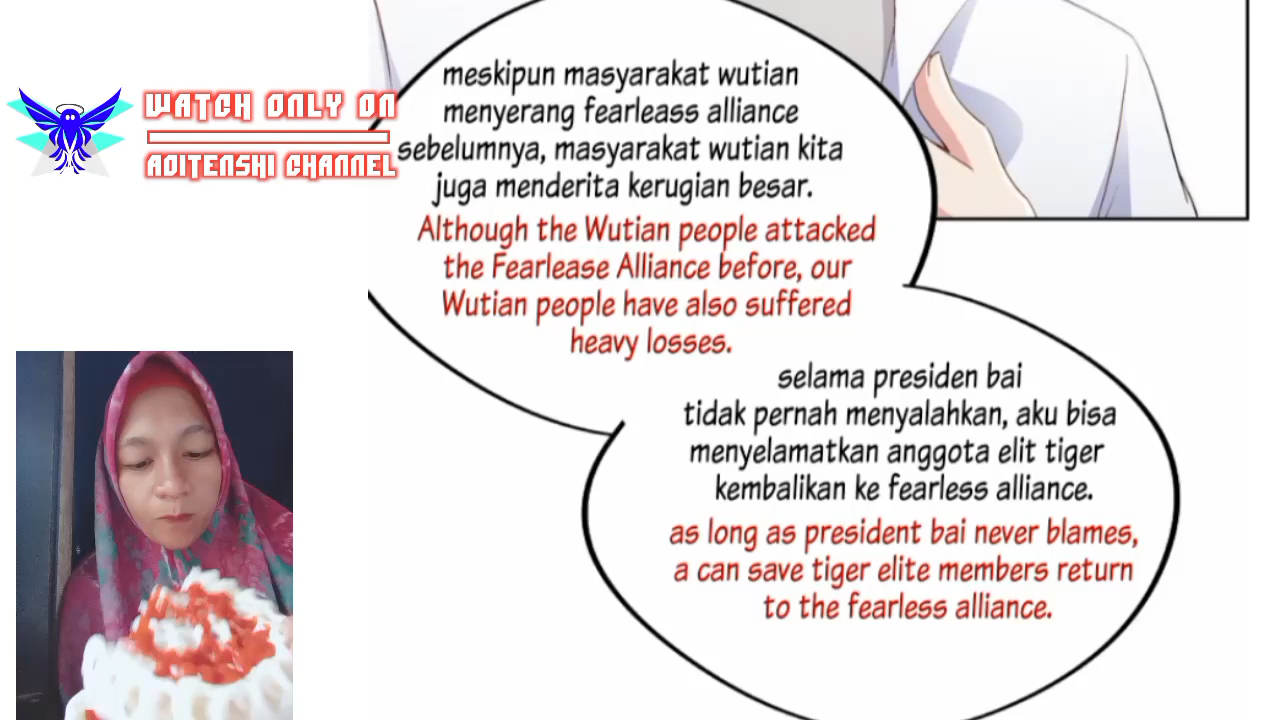 WATCH ONLY ON
AOITENSHI CHANNEL
meskipun masyarakat wutian
menyerang fearleass alliance
sebelumnya, masyarakat wutian kita
juga menderita kerugian besar.
Although the Wutian people attacked
the Fearlease Alliance before, our
Wutian people have also suffered
heavy losses.
selama presiden bai
tidak pernah menyalahkan, aku bisa
menyelamatkan anggota elit tiger
kembalikan ke fearless alliance.
as long as president bai never blames,
a can save tiger elite members return
to the fearless alliance.